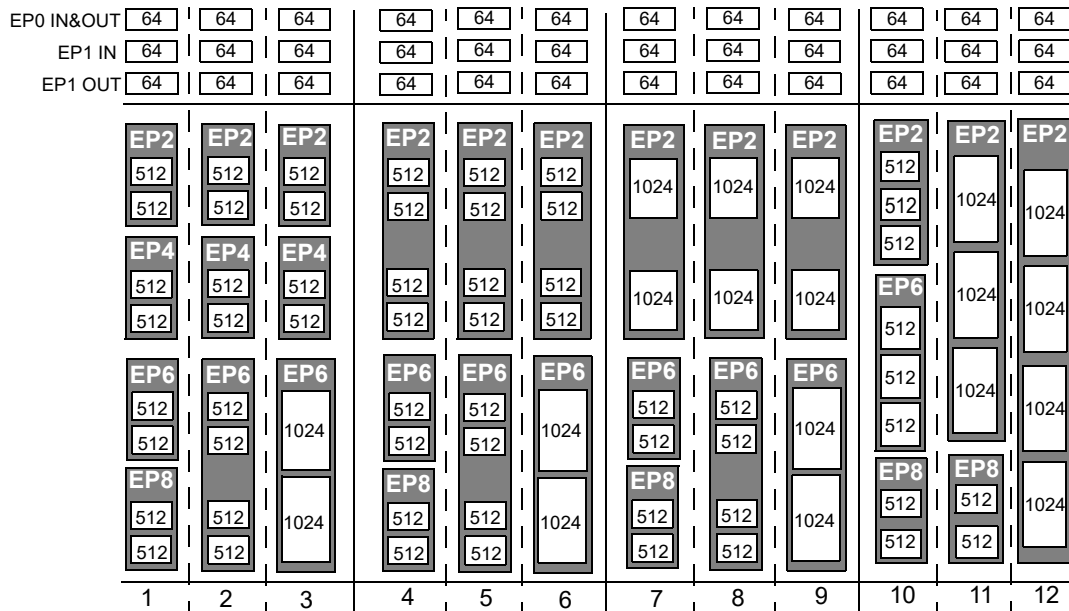 EP0 IN&OUT 64 64 64 64 64 64 64 64 64 64 64 64
EP1 IN 64 64 64 64 64 64 64 64 64 64 64 64
EP1 OUT 64 64 64 64 64 64 64 64 64 64 64 64
EP2 EP2 EP2 EP2 EP2 EP2 EP2 EP2 EP2 EP2 EP2 EP2
512 512 512 512 512 512 1024 1024 1024 512 1024 1024
512 512 512 512 512 512 512
512
EP4 EP4 EP4
512 512 512 512 512 512 1024 1024 1024 EP6 1024 1024
512 512 512 512 512 512 512
EP6 EP6 EP6 EP6 EP6 EP6 EP6 EP6 EP6 512 1024 1024
512 512 1024 512 512 1024 512 512 1024 512
512 512 512 512 512 512
EP8 EP8 EP8 EP8 EP8
512 512 1024 512 512 1024 512 512 1024 512 512 1024
512 512 512 512 512 512 512 512
1 2 3 4 5 6 7 8 9 10 11 12